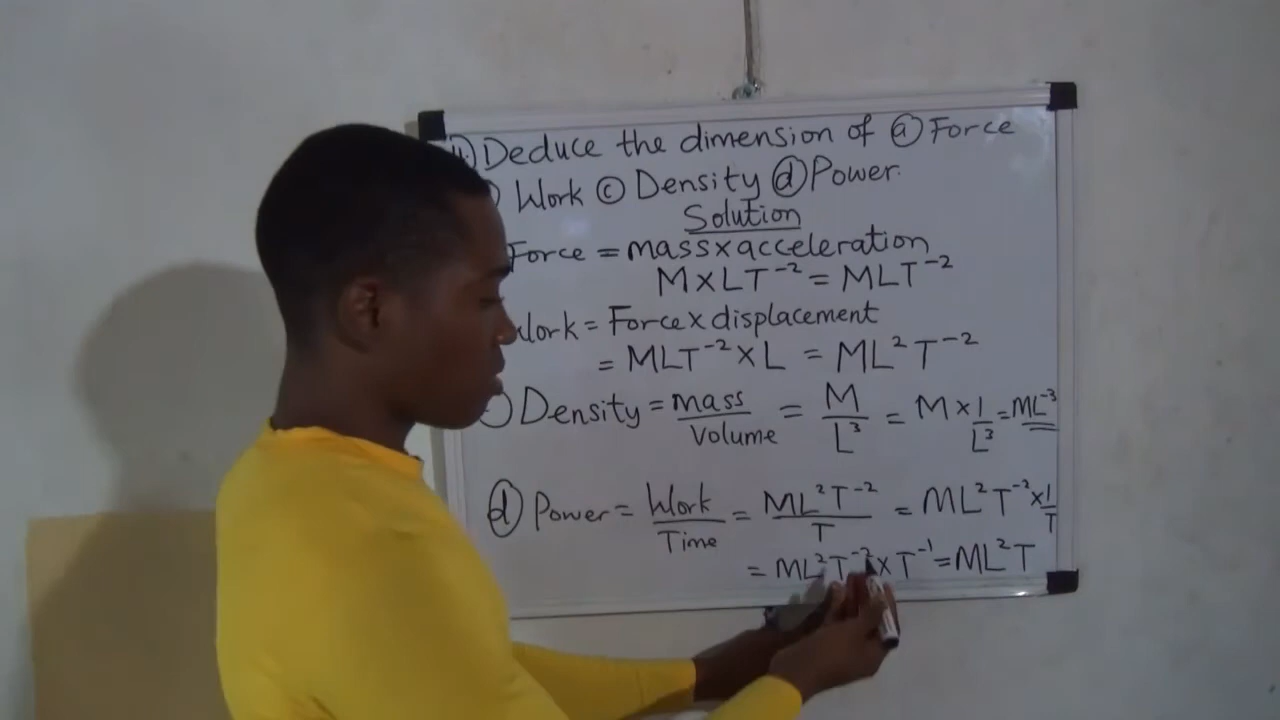 Deduce the dimension of ⓐ Force
Work ⓒ Density ⓓ Power.
Solution
Force = mass x acceleration
M x LT⁻² = MLT⁻²
Work = Force x displacement
= MLT⁻² x L = ML²T⁻²
Density = mass/Volume = M/L³ = M x 1/L³ = ML⁻³
ⓓ Power = Work/Time = ML²T⁻²/T = ML²T⁻² x 1/T
= ML²T⁻² x T⁻¹ = ML²T